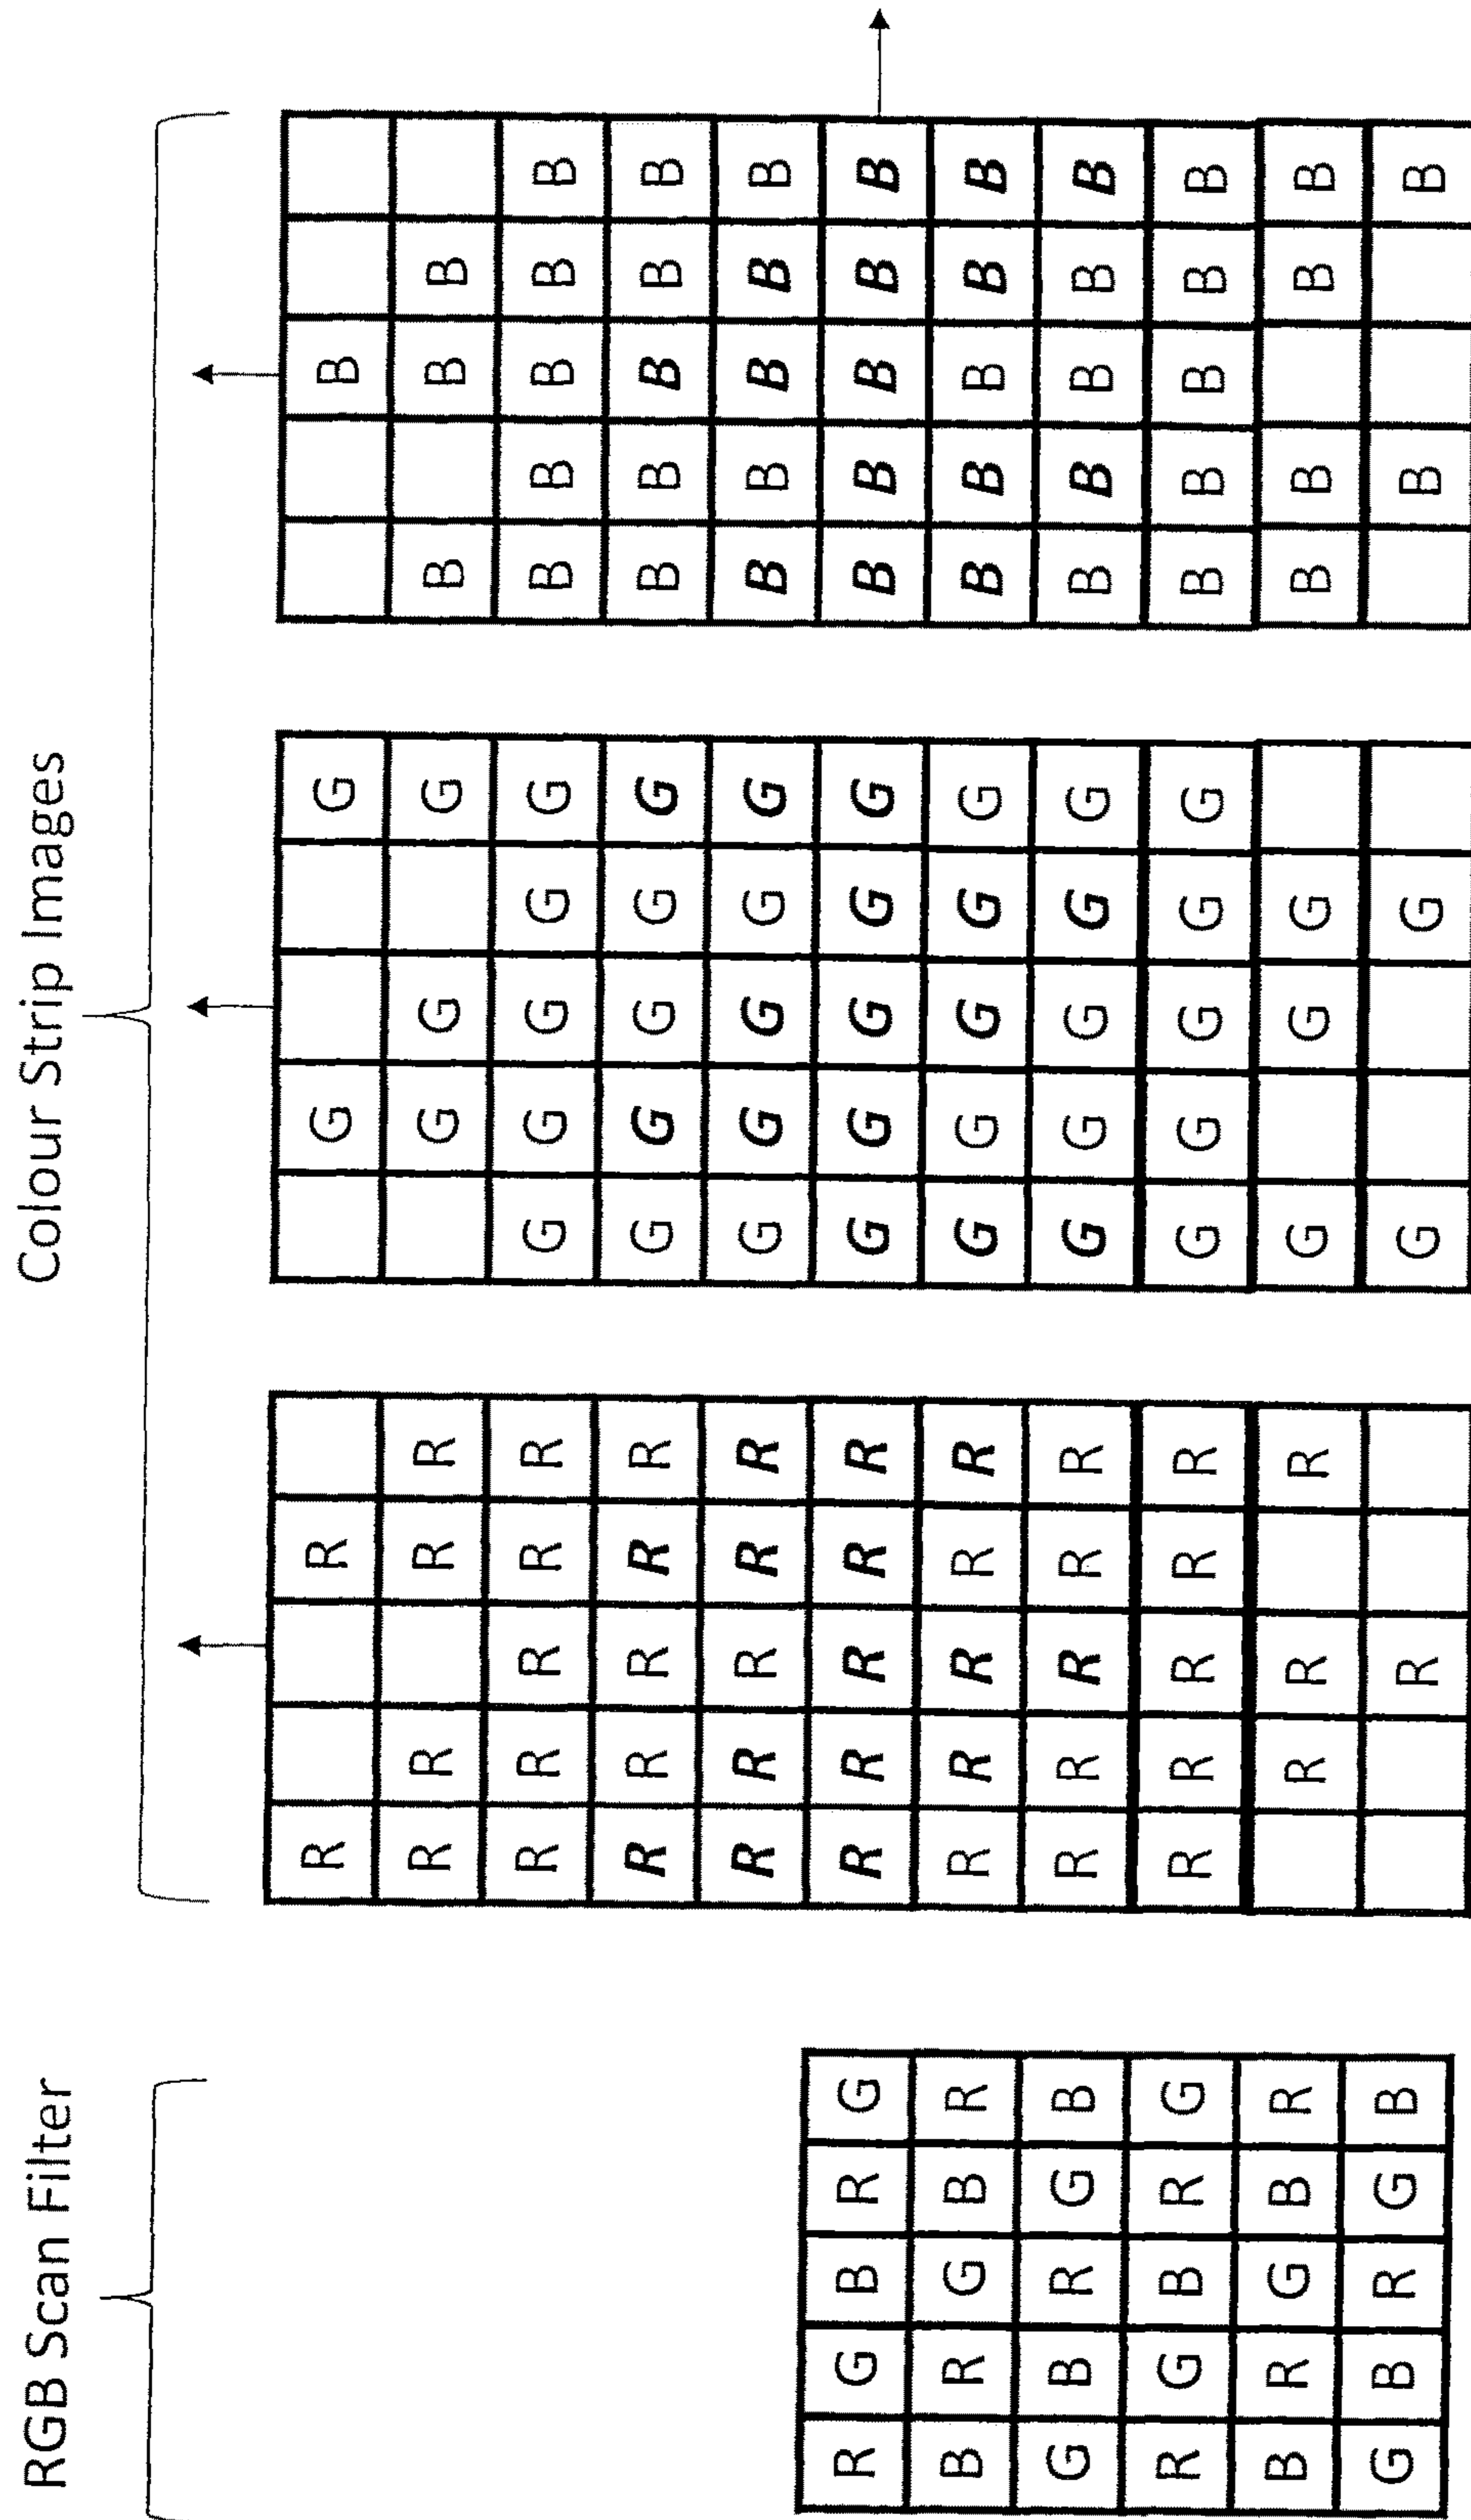 RGB Scan Filter Colour Strip Images
R R G G B
R R R R G G G B B B
R R R R R G G G G G B B B B B
R R R R R G G G G G B B B B B
R R R R R G G G G G B B B B B
R G B R G R R R R R G G G G G B B B B B
B R G B R R R R R R G G G G G B B B B B
G B R G B R R R R R G G G G G B B B B B
R G B R G R R R R R G G G G G B B B B B
B R G B R R R R G G G B B B B
G B R G B R G G B B